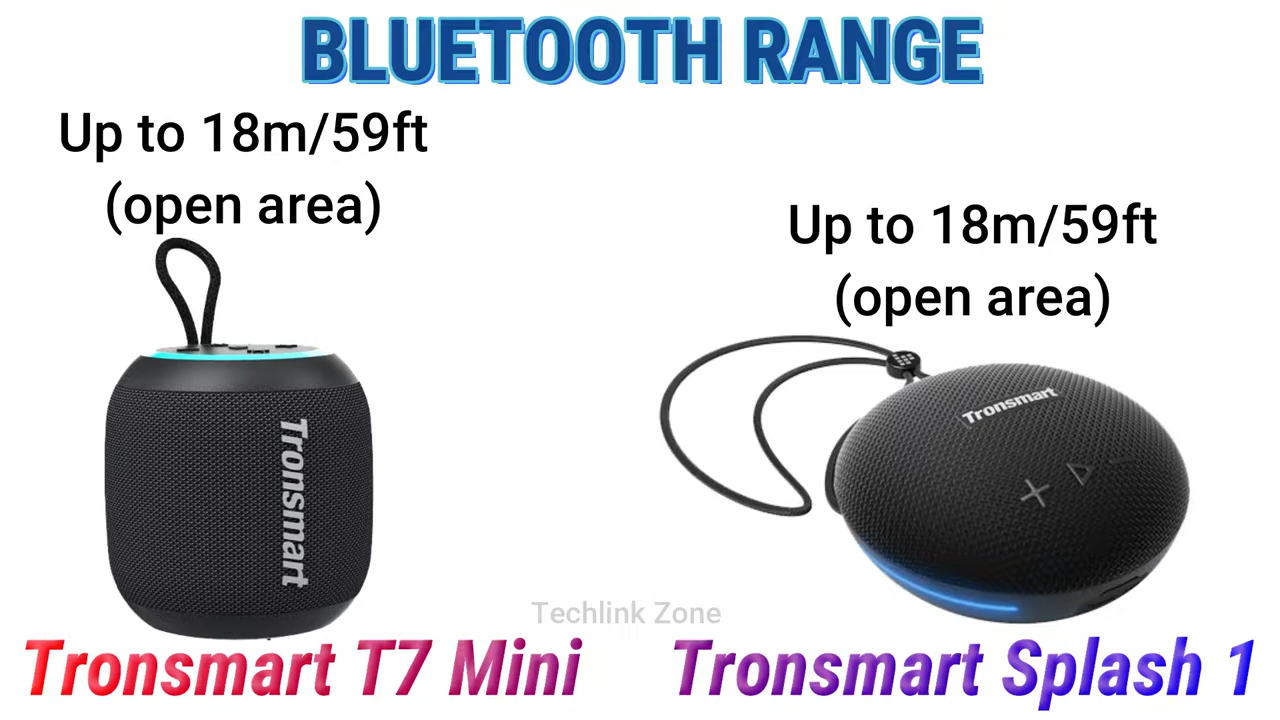 BLUETOOTH RANGE
Up to 18m/59ft
(open area)
Up to 18m/59ft
(open area)
Tronsmart
Tronsmart
Techlink Zone
Tronsmart T7 Mini
Tronsmart Splash 1